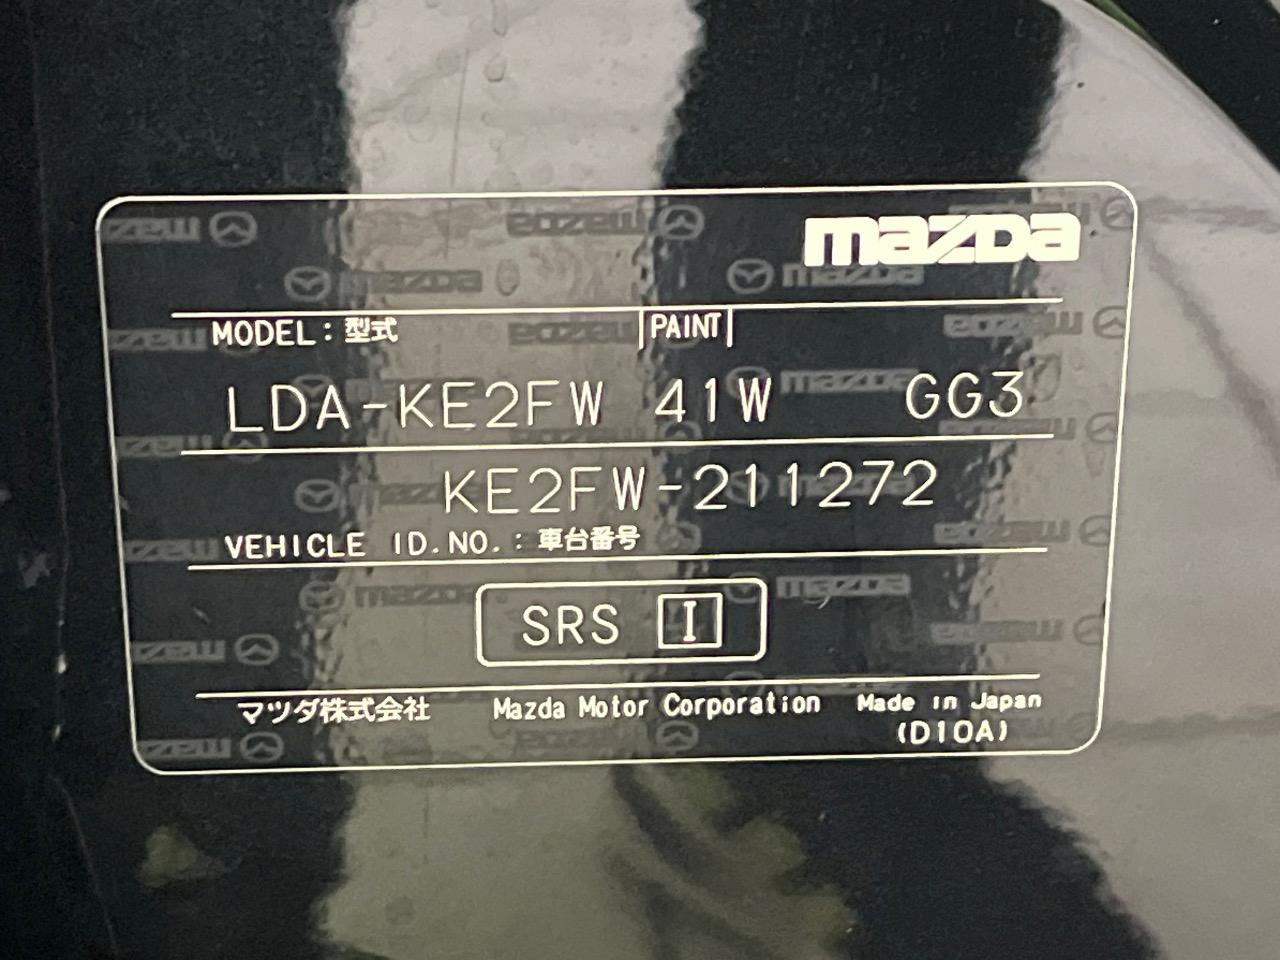 mazda
MODEL : 型式 PAINT
LDA-KE2FW 41W GG3
KE2FW-211272
VEHICLE ID.NO. : 車台番号
SRS I
マツダ株式会社 Mazda Motor Corporation Made in Japan
(D10A)